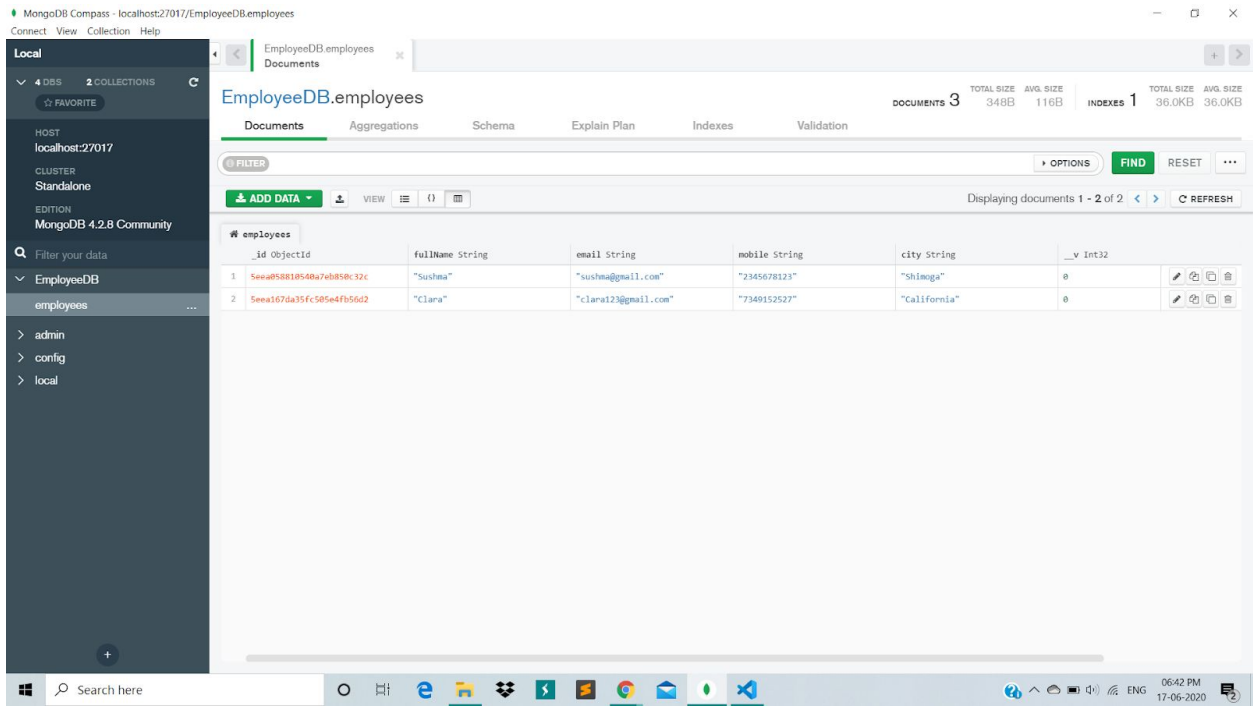 MongoDB Compass - localhost:27017/EmployeeDB.employees
Connect View Collection Help
Local
4 DBS 2 COLLECTIONS
FAVORITE
HOST
localhost:27017
CLUSTER
Standalone
EDITION
MongoDB 4.2.8 Community
Filter your data
EmployeeDB
employees
admin
config
local
EmployeeDB.employees
Documents
EmployeeDB.employees
DOCUMENTS 3 TOTAL SIZE 348B AVG. SIZE 116B INDEXES 1 TOTAL SIZE 36.0KB AVG. SIZE 36.0KB
Documents Aggregations Schema Explain Plan Indexes Validation
FILTER OPTIONS FIND RESET ...
ADD DATA VIEW {} Displaying documents 1 - 2 of 2 < > REFRESH
employees
_id ObjectId fullName String email String mobile String city String __v Int32
1 5eea058810540a7eb850c32c "Sushma" "sushma@gmail.com" "2345678123" "Shimoga" 0
2 5eea167da35fc505e4fb56d2 "Clara" "clara123@gmail.com" "7349152527" "California" 0
Search here
ENG
06:42 PM
17-06-2020
2